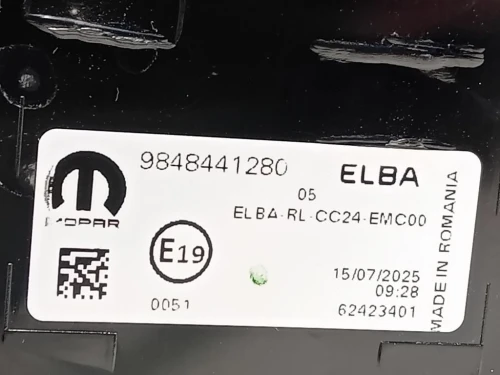 9848441280
ELBA
05
MOPAR
ELBA-RL-CC24-EMC00
E19
0051
15/07/2025
09:28
62423401
MADE IN ROMANIA